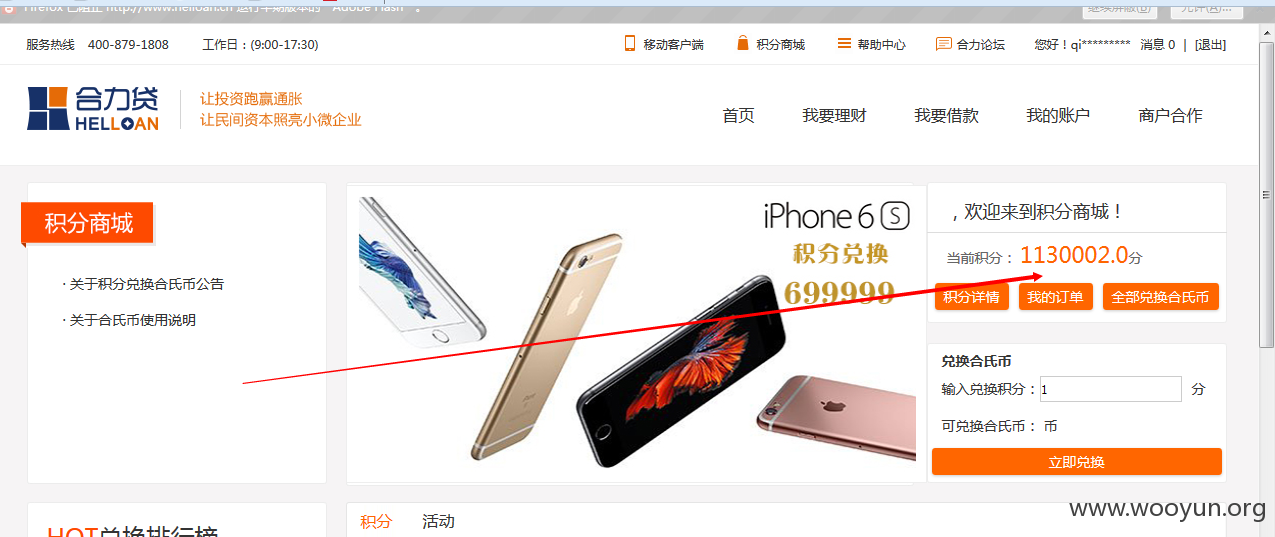 Firefox 已阻止 http://www.helloan.cn 运行早期版本的 "Adobe Flash"。 继续屏蔽(B) 允许(A)...
服务热线 400-879-1808 工作日：(9:00-17:30) 移动客户端 积分商城 帮助中心 合力论坛 您好！qi********* 消息 0 | [退出]
合力贷
HELLOAN
让投资跑赢通胀
让民间资本照亮小微企业
首页 我要理财 我要借款 我的账户 商户合作
积分商城
· 关于积分兑换合氏币公告
· 关于合氏币使用说明
iPhone 6 S
积分兑换
699999
，欢迎来到积分商城！
当前积分： 1130002.0分
积分详情 我的订单 全部兑换合氏币
兑换合氏币
输入兑换积分：1 分
可兑换合氏币： 币
立即兑换
HOT兑换排行榜
积分 活动
www.wooyun.org